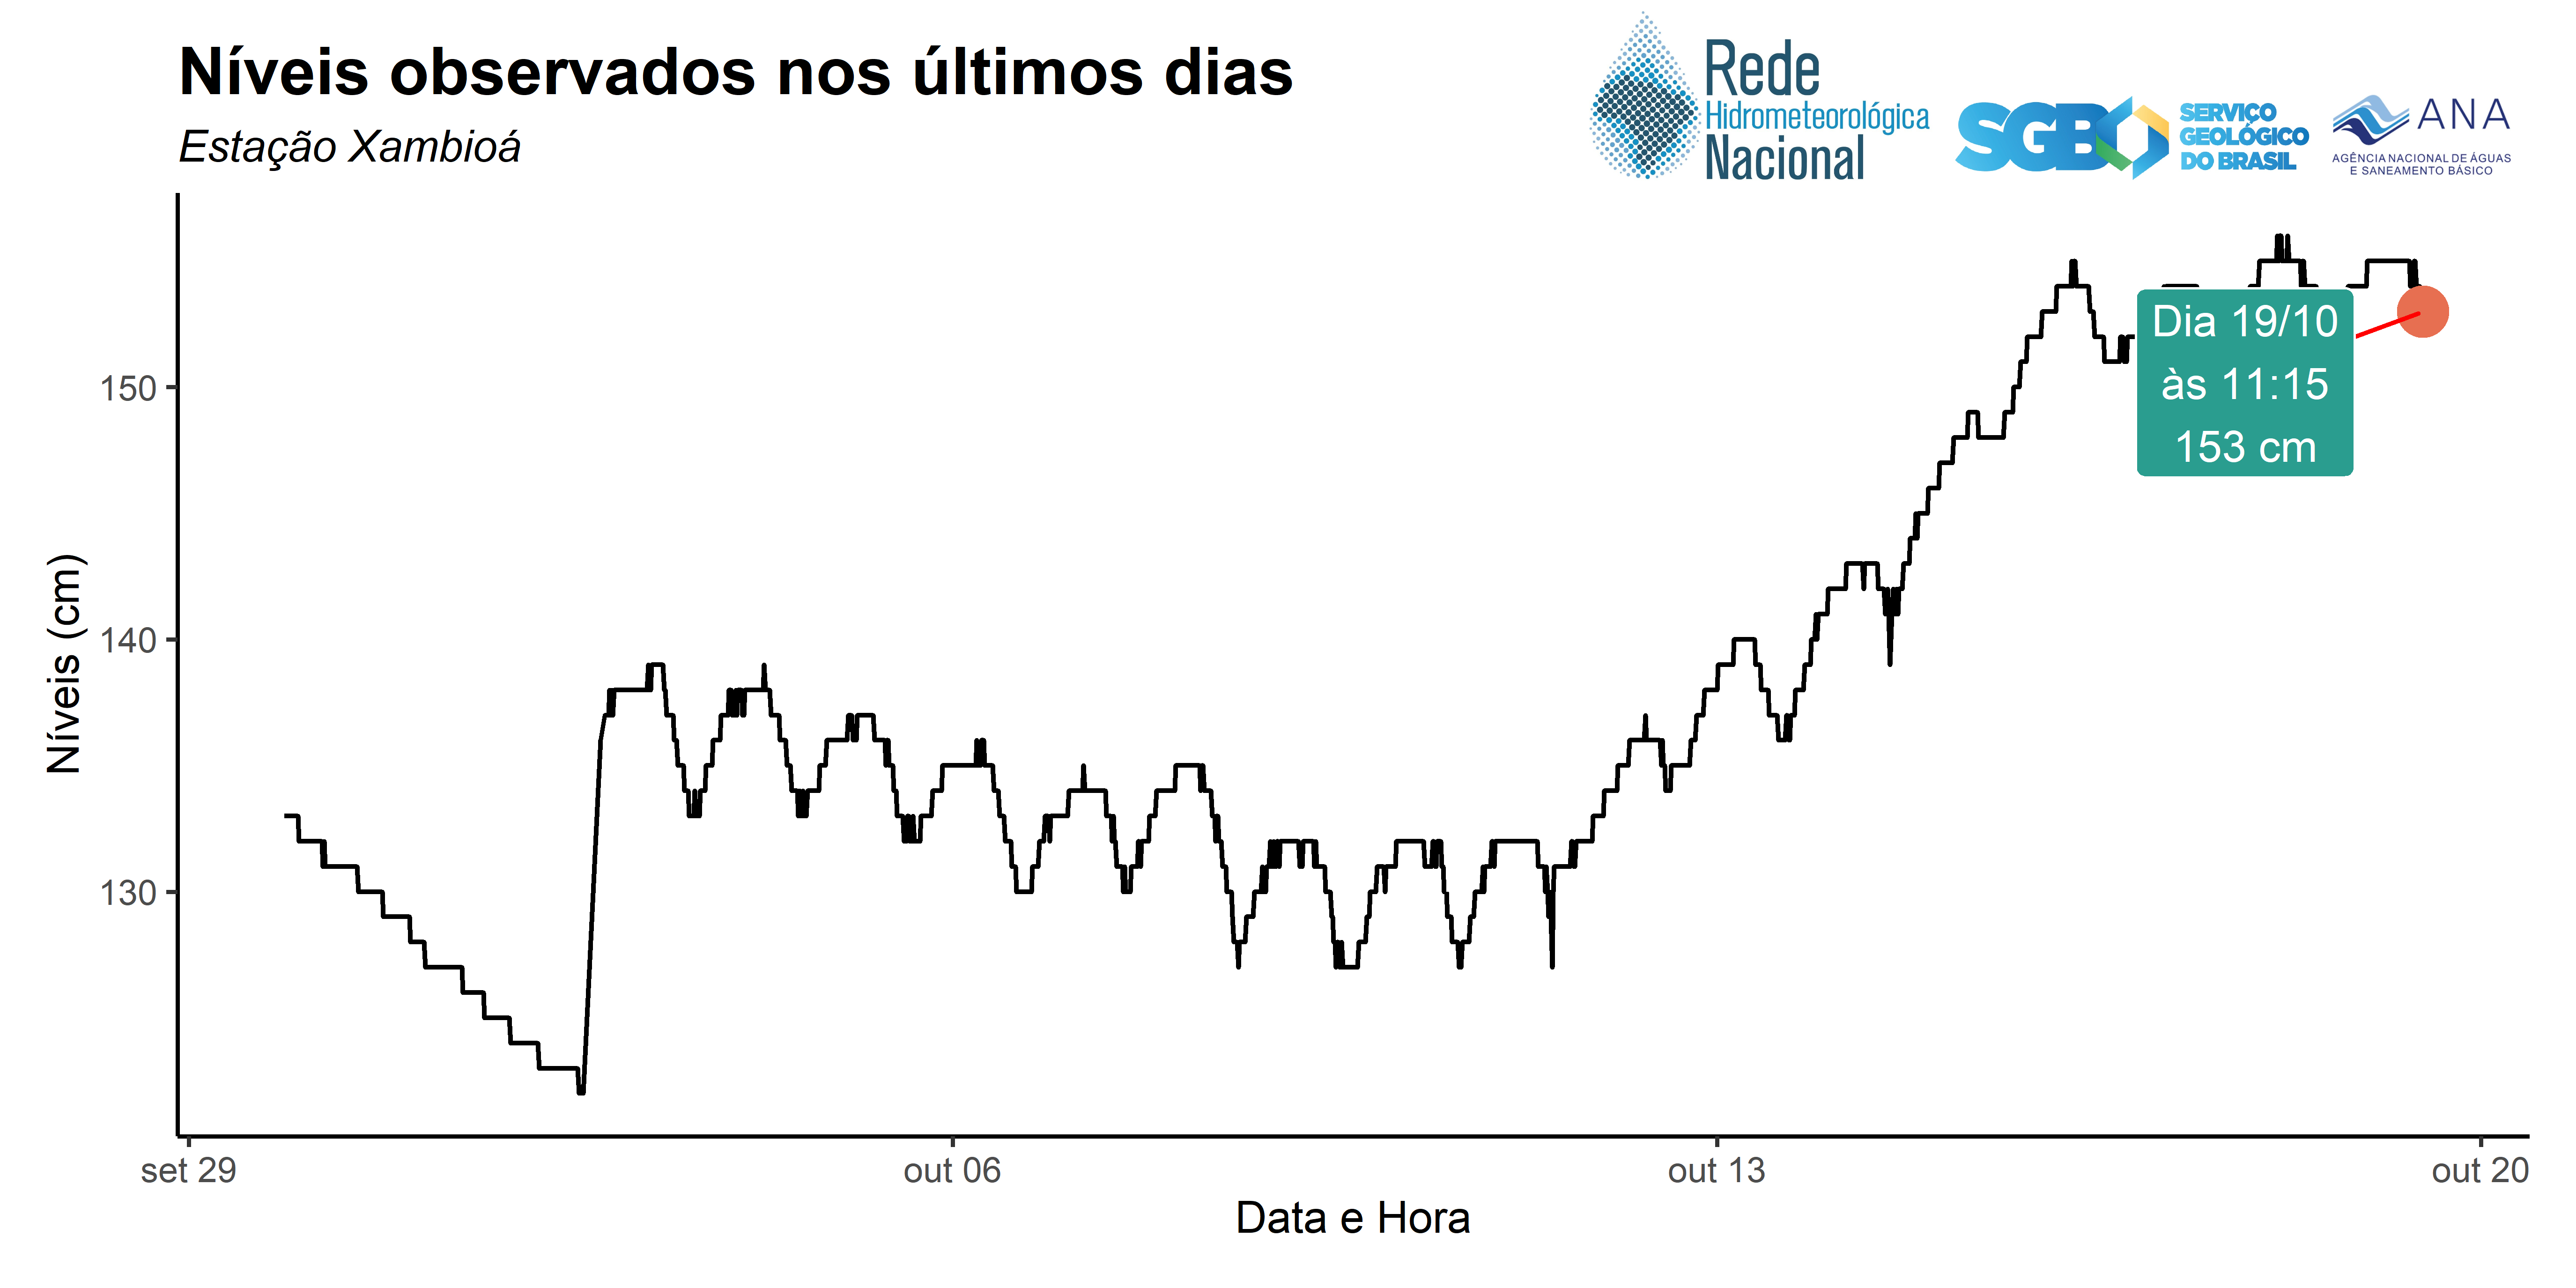 Níveis observados nos últimos dias
Estação Xambioá
Rede
Hidrometeorológica
Nacional
SGB
SERVIÇO
GEOLÓGICO
DO BRASIL
ANA
AGÊNCIA NACIONAL DE ÁGUAS
E SANEAMENTO BÁSICO
Níveis (cm)
150
140
130
Dia 19/10
às 11:15
153 cm
set 29
out 06
out 13
out 20
Data e Hora